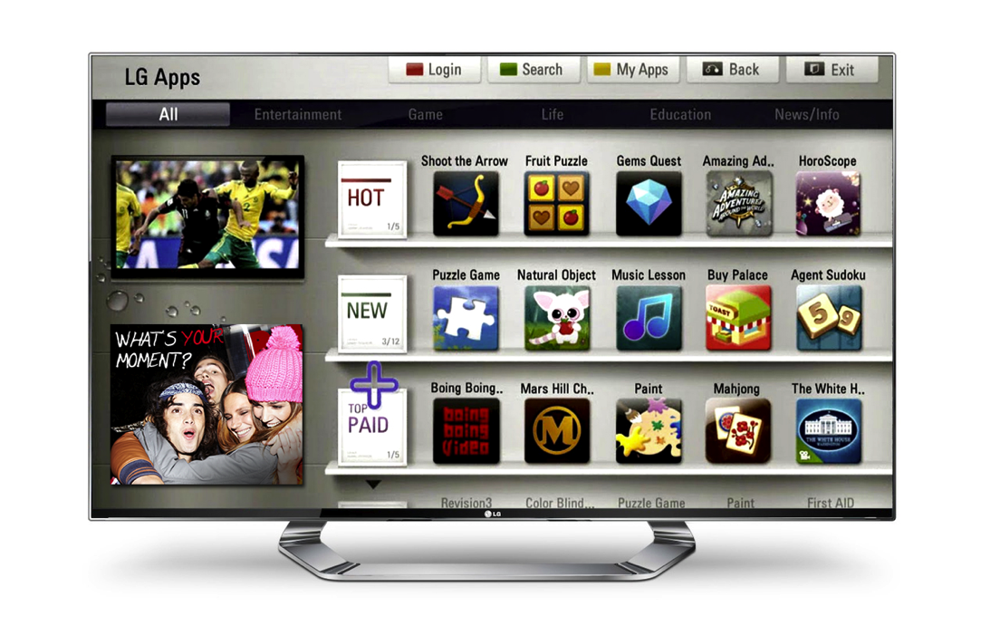 LG Apps
Login
Search
My Apps
Back
Exit
All
Entertainment
Game
Life
Education
News/Info
HOT
1/5
Shoot the Arrow
Fruit Puzzle
Gems Quest
Amazing Ad..
HoroScope
AMAZING
ADVENTURES
AROUND THE WORLD
NEW
3/12
Puzzle Game
Natural Object
Music Lesson
Buy Palace
Agent Sudoku
TOAST
5 9
WHAT'S YOUR
MOMENT?
TOP
PAID
1/5
Boing Boing..
Mars Hill Ch..
Paint
Mahjong
The White H..
boing
boing
video
M
THE WHITE HOUSE
WASHINGTON
Revision3
Color Blind...
Puzzle Game
Paint
First AID
LG